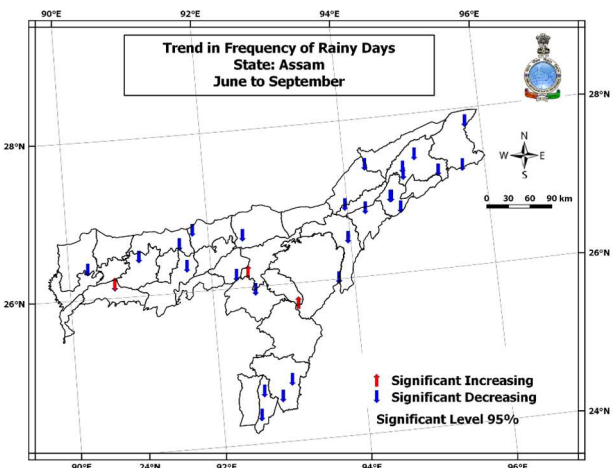 90°E 92°E 94°E 96°E
Trend in Frequency of Rainy Days
State: Assam
June to September
28°N
28°N
N
W E
S
0 30 60 90 km
26°N
26°N
Significant Increasing
Significant Decreasing
Significant Level 95%
24°N
90°E 24°N 92°E 94°E 96°E